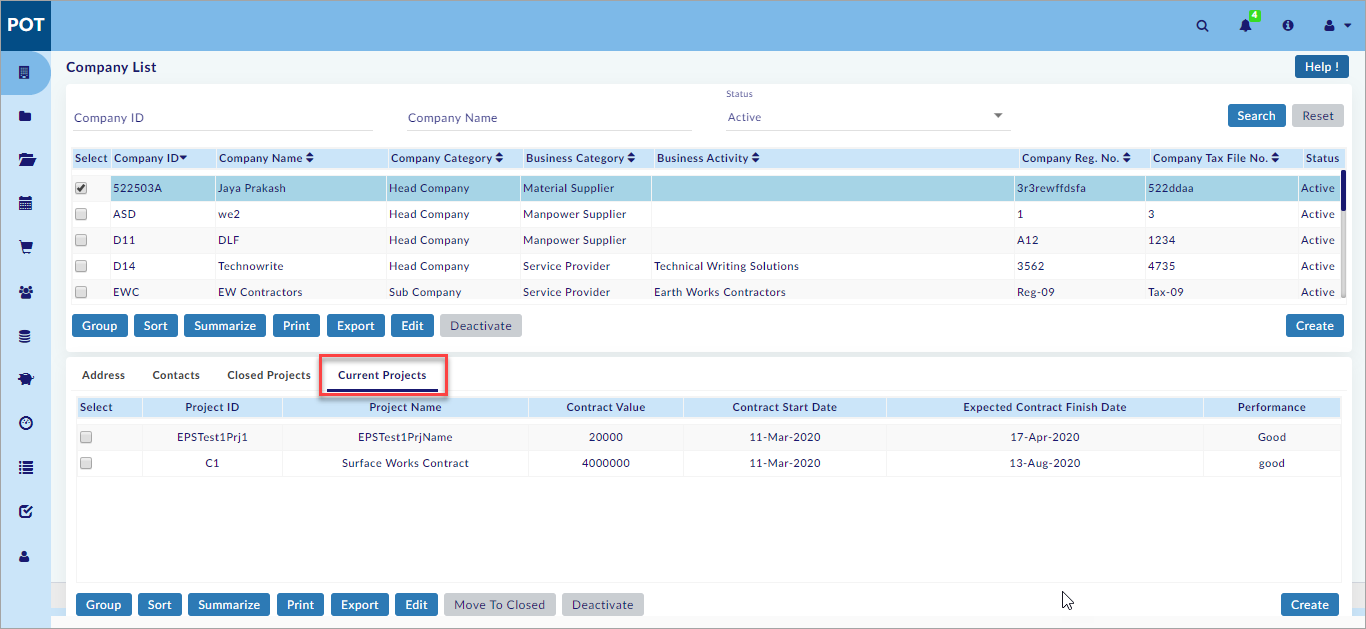 POT
4
Company List
Help !
Status
Company ID
Company Name
Active
Search
Reset
Select Company ID Company Name Company Category Business Category Business Activity Company Reg. No. Company Tax File No. Status
522503A Jaya Prakash Head Company Material Supplier 3r3rewffdsfa 522ddaa Active
ASD we2 Head Company Manpower Supplier 1 3 Active
D11 DLF Head Company Manpower Supplier A12 1234 Active
D14 Technowrite Head Company Service Provider Technical Writing Solutions 3562 4735 Active
EWC EW Contractors Sub Company Service Provider Earth Works Contractors Reg-09 Tax-09 Active
Group Sort Summarize Print Export Edit Deactivate Create
Address Contacts Closed Projects Current Projects
Select Project ID Project Name Contract Value Contract Start Date Expected Contract Finish Date Performance
EPSTest1Prj1 EPSTest1PrjName 20000 11-Mar-2020 17-Apr-2020 Good
C1 Surface Works Contract 4000000 11-Mar-2020 13-Aug-2020 good
Group Sort Summarize Print Export Edit Move To Closed Deactivate Create